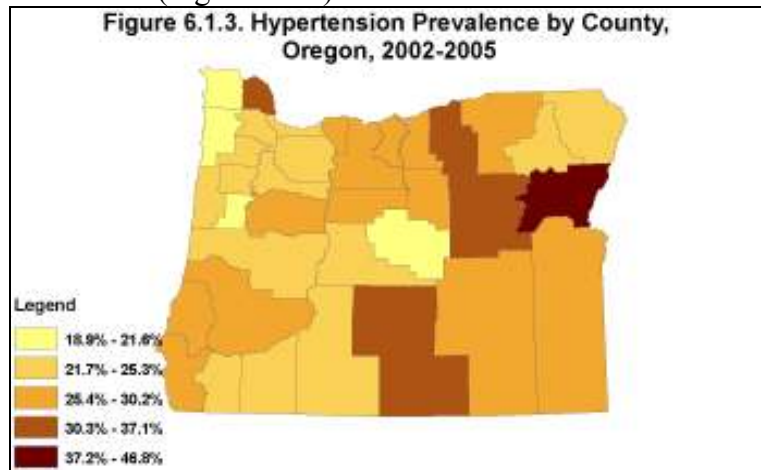 Figure 6.1.3. Hypertension Prevalence by County,
Oregon, 2002-2005
Legend
18.9% - 21.6%
21.7% - 25.3%
25.4% - 30.2%
30.3% - 37.1%
37.2% - 46.8%